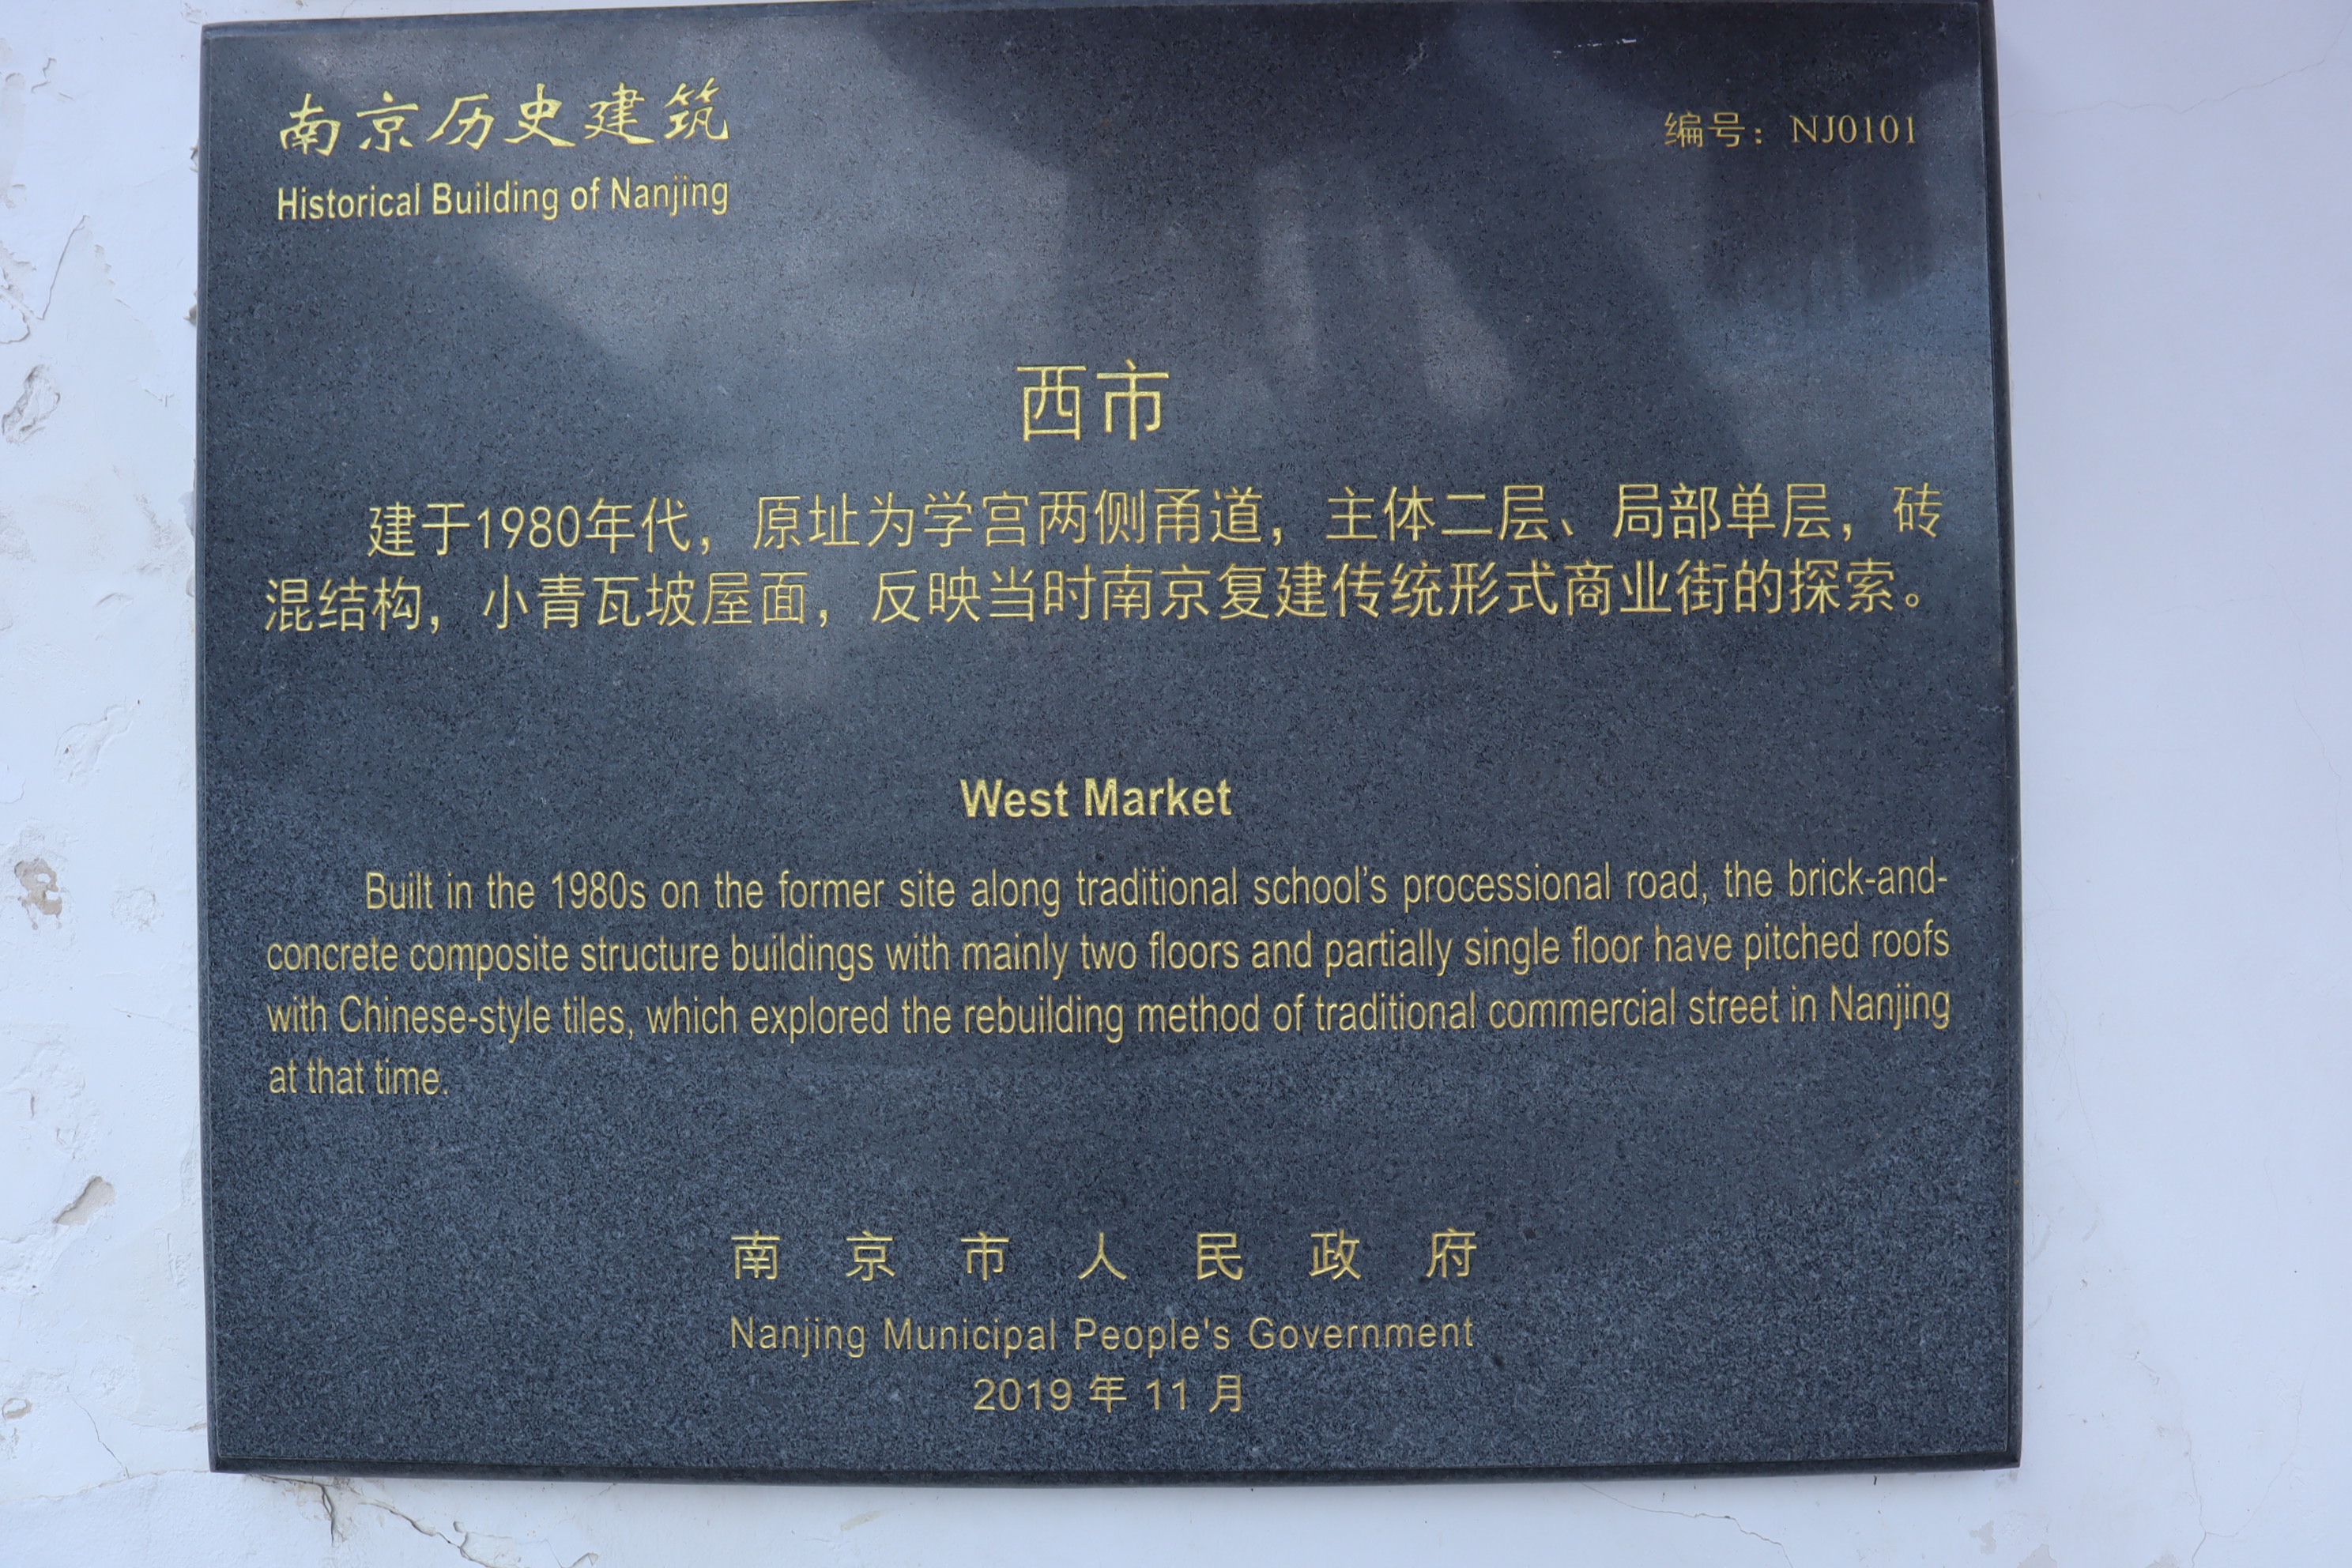 南京历史建筑
编号：NJ0101
Historical Building of Nanjing
西市
建于1980年代，原址为学宫两侧甬道，主体二层、局部单层，砖
混结构，小青瓦坡屋面，反映当时南京复建传统形式商业街的探索。
West Market
Built in the 1980s on the former site along traditional school's processional road, the brick-and-
concrete composite structure buildings with mainly two floors and partially single floor have pitched roofs
with Chinese-style tiles, which explored the rebuilding method of traditional commercial street in Nanjing
at that time.
南京市人民政府
Nanjing Municipal People's Government
2019 年 11 月